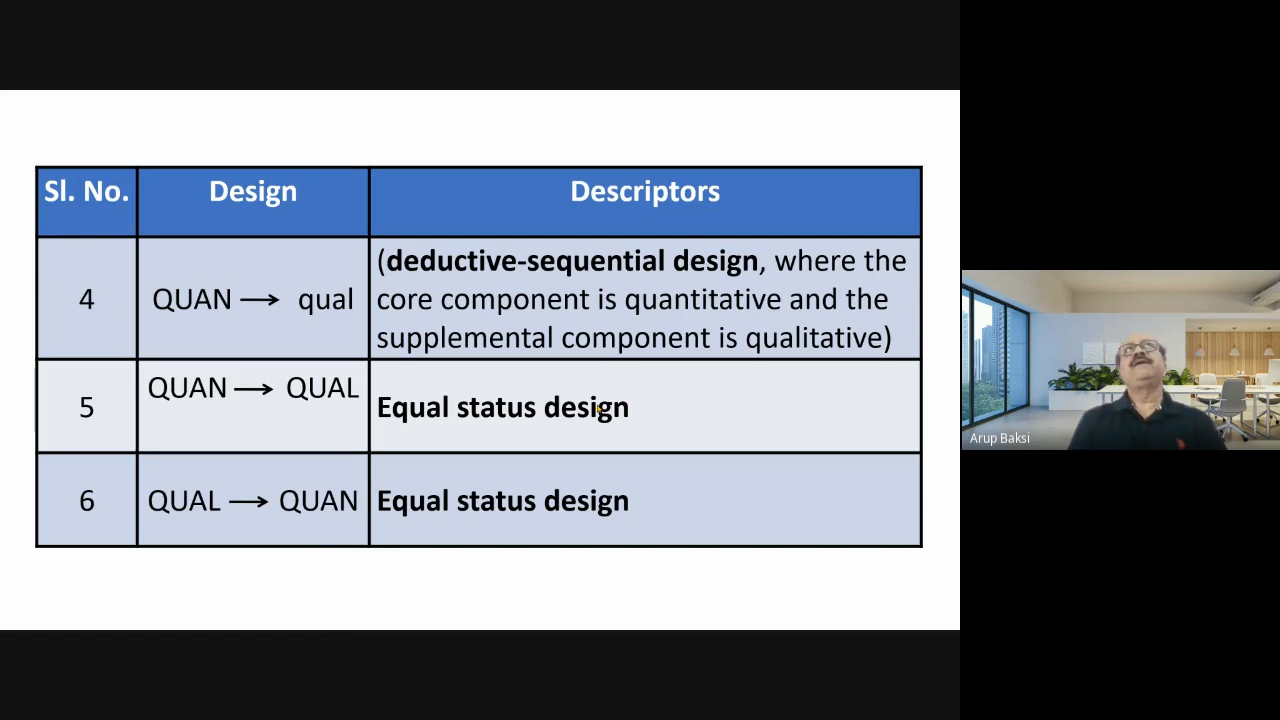 Sl. No. Design Descriptors
(deductive-sequential design, where the
4 QUAN → qual core component is quantitative and the
supplemental component is qualitative)
QUAN → QUAL
5 Equal status design
6 QUAL → QUAN Equal status design
Arup Baksi